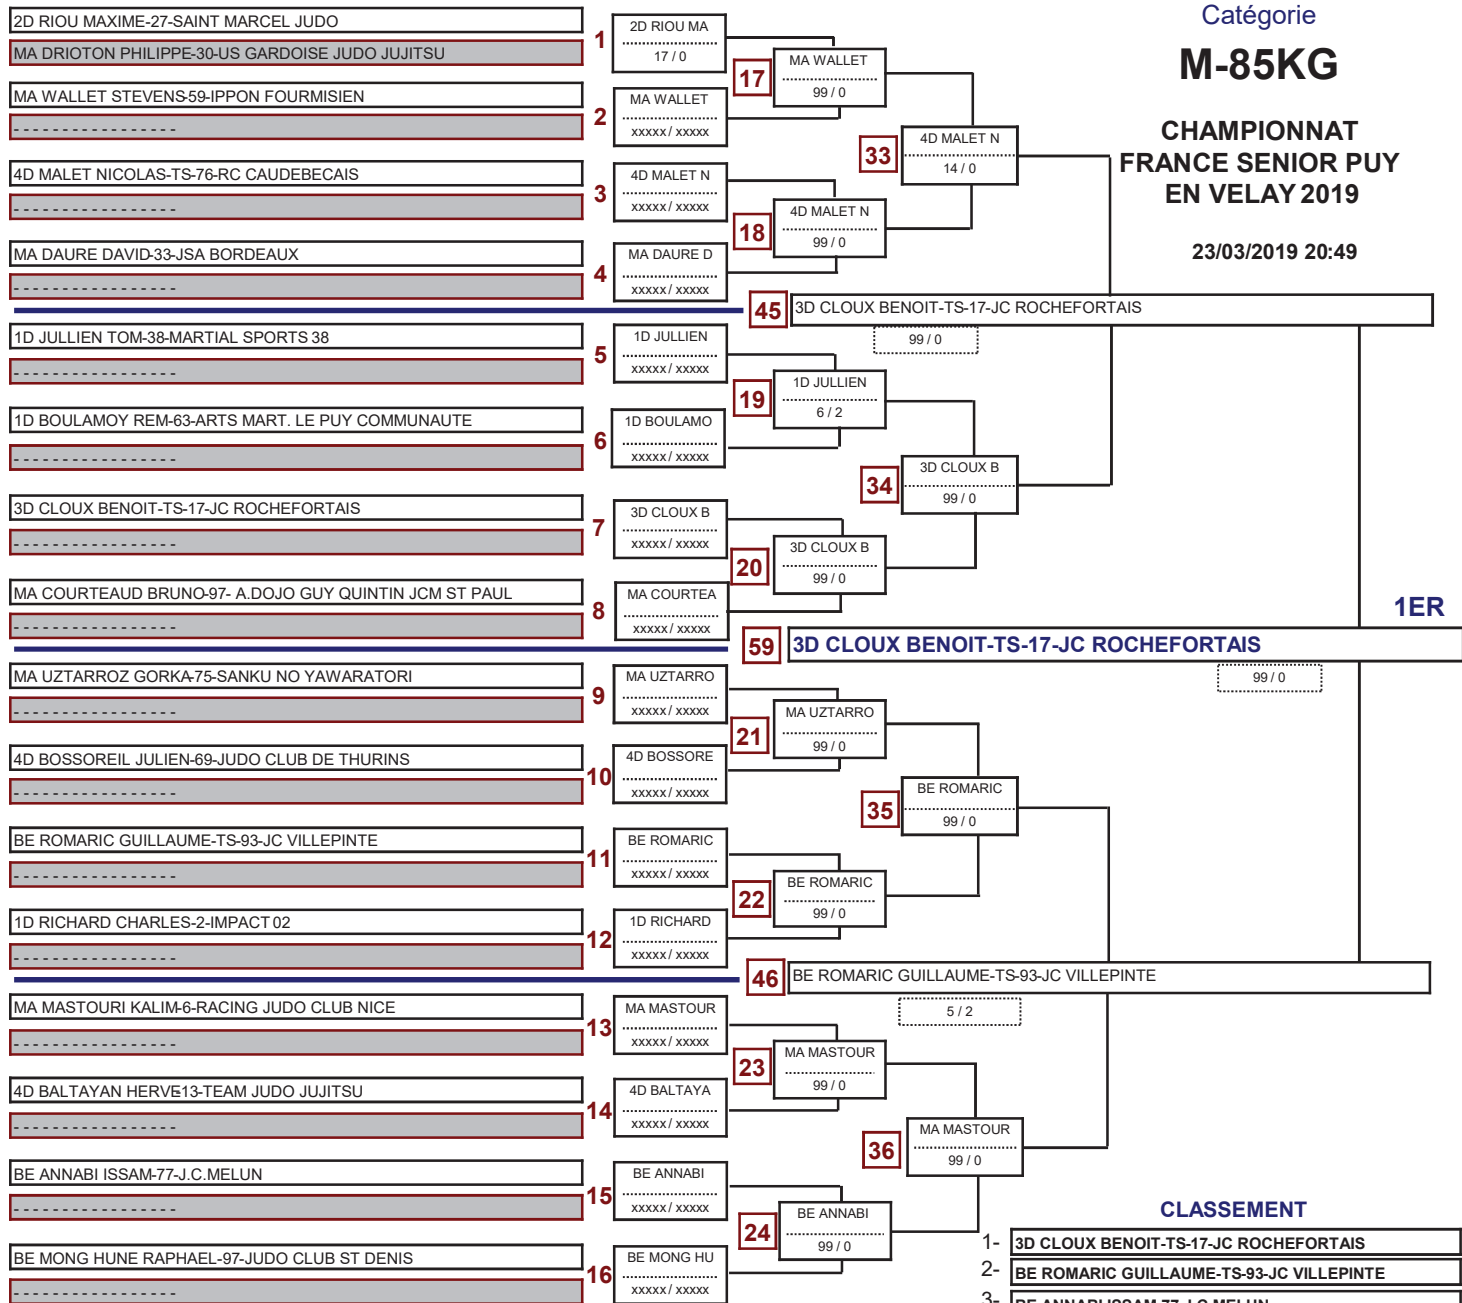 Catégorie
M-85KG
CHAMPIONNAT
FRANCE SENIOR PUY
EN VELAY 2019
23/03/2019 20:49
2D RIOU MAXIME-27-SAINT MARCEL JUDO
MA DRIOTON PHILIPPE-30-US GARDOISE JUDO JUJITSU
1
2D RIOU MA
17 / 0
MA WALLET STEVENS-59-IPPON FOURMISIEN
- - - - - - - - - - - - - - - -
2
MA WALLET
xxxxx / xxxxx
17
MA WALLET
99 / 0
4D MALET NICOLAS-TS-76-RC CAUDEBECAIS
- - - - - - - - - - - - - - - -
3
4D MALET N
xxxxx / xxxxx
33
4D MALET N
14 / 0
18
4D MALET N
99 / 0
MA DAURE DAVID-33-JSA BORDEAUX
- - - - - - - - - - - - - - - -
4
MA DAURE D
xxxxx / xxxxx
45
3D CLOUX BENOIT-TS-17-JC ROCHEFORTAIS
99 / 0
1D JULLIEN TOM-38-MARTIAL SPORTS 38
- - - - - - - - - - - - - - - -
5
1D JULLIEN
xxxxx / xxxxx
19
1D JULLIEN
6 / 2
1D BOULAMOY REM-63-ARTS MART. LE PUY COMMUNAUTE
- - - - - - - - - - - - - - - -
6
1D BOULAMO
xxxxx / xxxxx
34
3D CLOUX B
99 / 0
3D CLOUX BENOIT-TS-17-JC ROCHEFORTAIS
- - - - - - - - - - - - - - - -
7
3D CLOUX B
xxxxx / xxxxx
20
3D CLOUX B
99 / 0
MA COURTEAUD BRUNO-97- A.DOJO GUY QUINTIN JCM ST PAUL
- - - - - - - - - - - - - - - -
8
MA COURTEA
xxxxx / xxxxx
1ER
59
3D CLOUX BENOIT-TS-17-JC ROCHEFORTAIS
99 / 0
MA UZTARROZ GORKA-75-SANKU NO YAWARATORI
- - - - - - - - - - - - - - - -
9
MA UZTARRO
xxxxx / xxxxx
21
MA UZTARRO
99 / 0
4D BOSSOREIL JULIEN-69-JUDO CLUB DE THURINS
- - - - - - - - - - - - - - - -
10
4D BOSSORE
xxxxx / xxxxx
35
BE ROMARIC
99 / 0
BE ROMARIC GUILLAUME-TS-93-JC VILLEPINTE
- - - - - - - - - - - - - - - -
11
BE ROMARIC
xxxxx / xxxxx
22
BE ROMARIC
99 / 0
1D RICHARD CHARLES-2-IMPACT 02
- - - - - - - - - - - - - - - -
12
1D RICHARD
xxxxx / xxxxx
46
BE ROMARIC GUILLAUME-TS-93-JC VILLEPINTE
5 / 2
MA MASTOURI KALIM-6-RACING JUDO CLUB NICE
- - - - - - - - - - - - - - - -
13
MA MASTOUR
xxxxx / xxxxx
23
MA MASTOUR
99 / 0
4D BALTAYAN HERVE-13-TEAM JUDO JUJITSU
- - - - - - - - - - - - - - - -
14
4D BALTAYA
xxxxx / xxxxx
36
MA MASTOUR
99 / 0
BE ANNABI ISSAM-77-J.C.MELUN
- - - - - - - - - - - - - - - -
15
BE ANNABI
xxxxx / xxxxx
24
BE ANNABI
99 / 0
BE MONG HUNE RAPHAEL-97-JUDO CLUB ST DENIS
- - - - - - - - - - - - - - - -
16
BE MONG HU
xxxxx / xxxxx
CLASSEMENT
1- 3D CLOUX BENOIT-TS-17-JC ROCHEFORTAIS
2- BE ROMARIC GUILLAUME-TS-93-JC VILLEPINTE
3- BE ANNABI ISSAM-77-J.C.MELUN